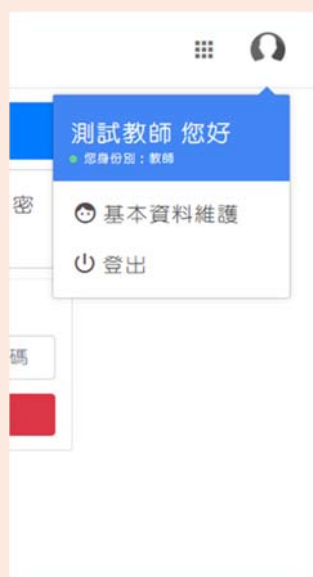 測試教師 您好
您身份別：教師
密
基本資料維護
登出
碼